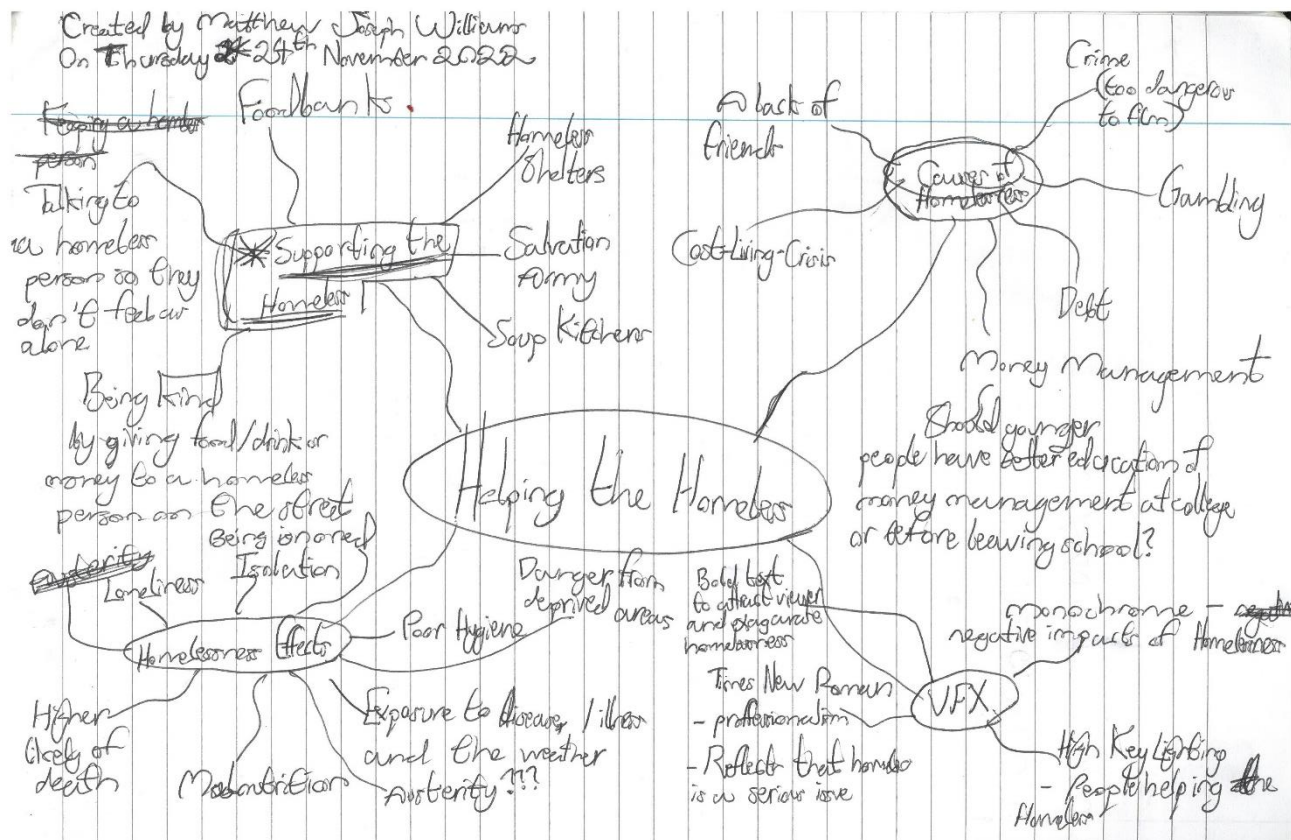 Created by Matthew Joseph Williams
On Thursday 24th November 2022
Foodbanks
Homeless
Shelters
Salvation
Army
Soup Kitchens
Talking to
a homeless
person so they
don't feel as
alone
Supporting the
Homeless
Being kind
by giving food/drink or
money to a homeless
person on the street
A lack of
friends
Crime
(too dangerous
to film)
Causes of
Homelessness
Gambling
Cost-Living-Crisis
Debt
Money Management
Should younger
people have better education of
money management at college
or before leaving school?
Helping the Homeless
Being ignored
Isolation
austerity
Loneliness
Homelessness Effects
Poor Hygiene
Danger from
deprived areas
Higher
likely of
death
Malnutrition
Exposure to disease/illness
and the weather
Austerity???
Bold text
to attract viewer
and
homelessness
Times New Roman
- professionalism
- Reflect that
is a serious issue
VFX
monochrome -
negative impacts of Homelessness
High Key Lighting
- People helping the
Homeless